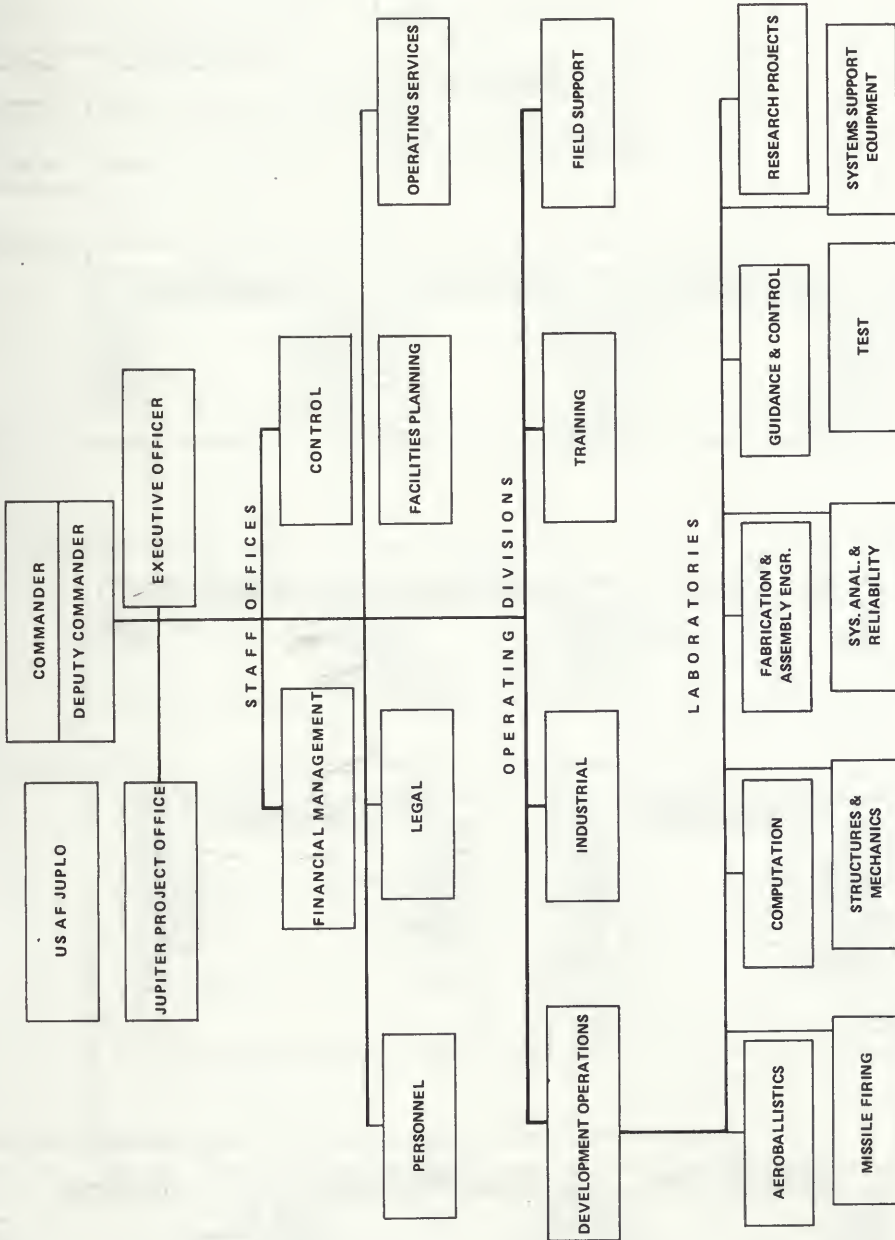 US AF JUPLO
COMMANDER
DEPUTY COMMANDER
JUPITER PROJECT OFFICE
EXECUTIVE OFFICER
STAFF OFFICES
FINANCIAL MANAGEMENT
CONTROL
PERSONNEL
LEGAL
FACILITIES PLANNING
OPERATING SERVICES
OPERATING DIVISIONS
DEVELOPMENT OPERATIONS
INDUSTRIAL
TRAINING
FIELD SUPPORT
LABORATORIES
AEROBALLISTICS
COMPUTATION
FABRICATION &
ASSEMBLY ENGR.
GUIDANCE & CONTROL
RESEARCH PROJECTS
MISSILE FIRING
STRUCTURES &
MECHANICS
SYS. ANAL. &
RELIABILITY
TEST
SYSTEMS SUPPORT
EQUIPMENT